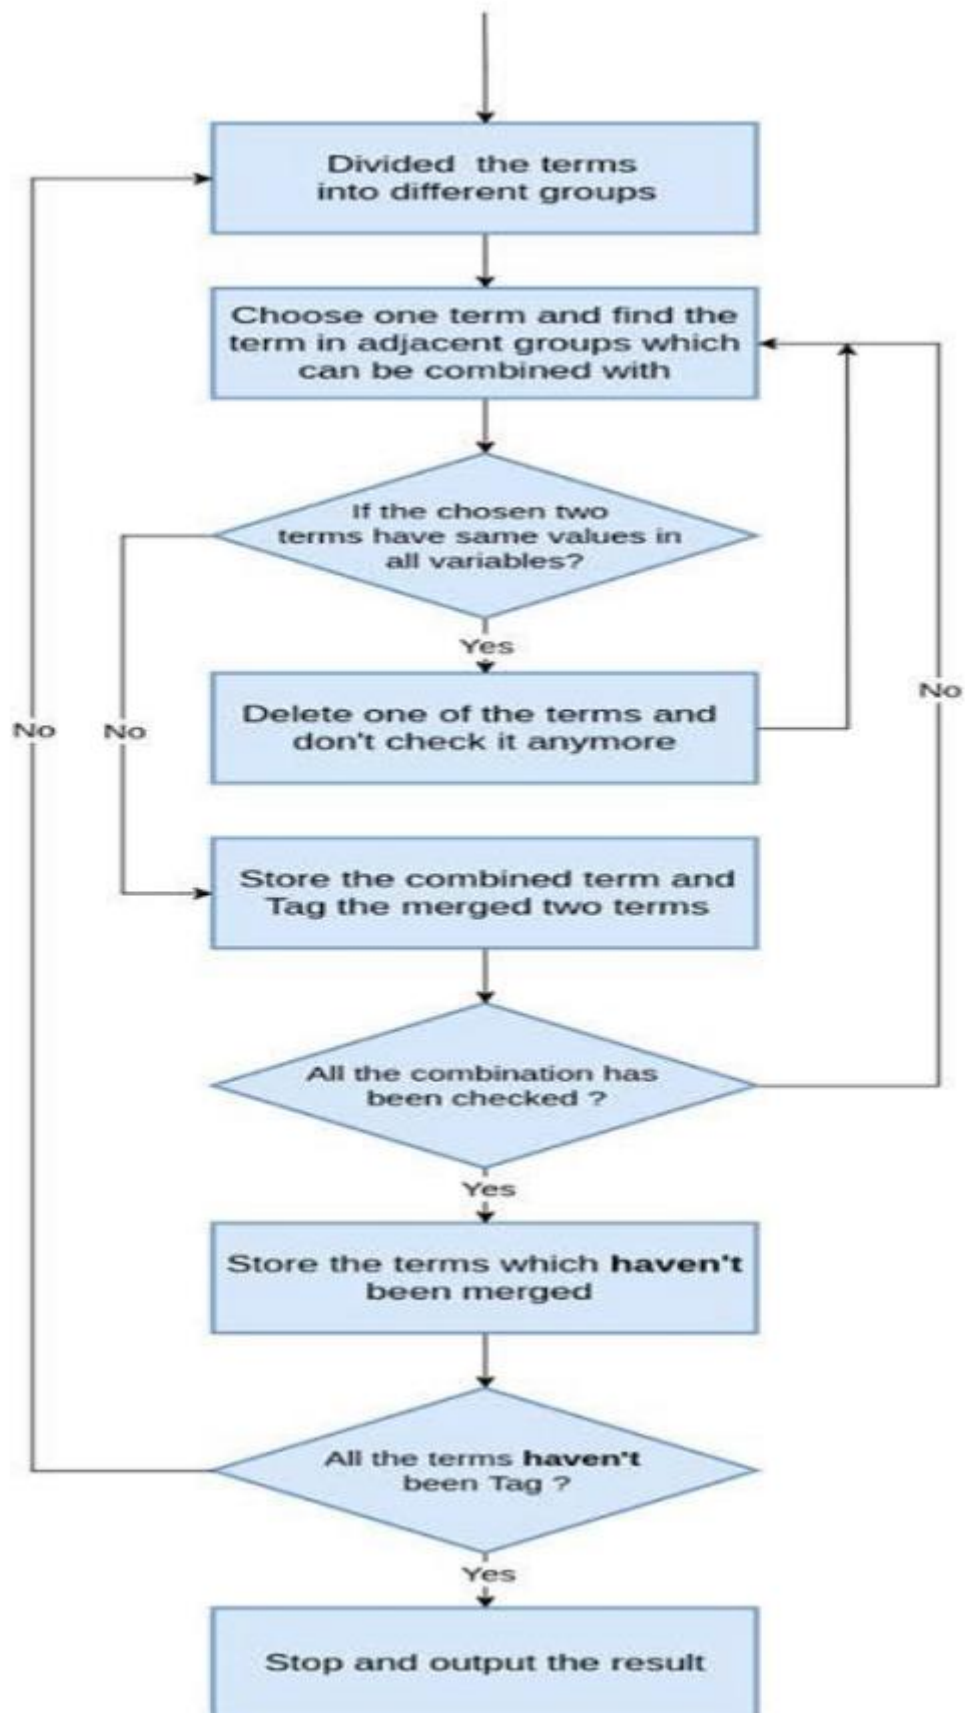 Divided the terms
into different groups
Choose one term and find the
term in adjacent groups which
can be combined with
If the chosen two
terms have same values in
all variables?
Yes
No
No
No
Delete one of the terms and
don't check it anymore
Store the combined term and
Tag the merged two terms
All the combination has
been checked ?
Yes
Store the terms which haven't
been merged
All the terms haven't
been Tag ?
Yes
Stop and output the result